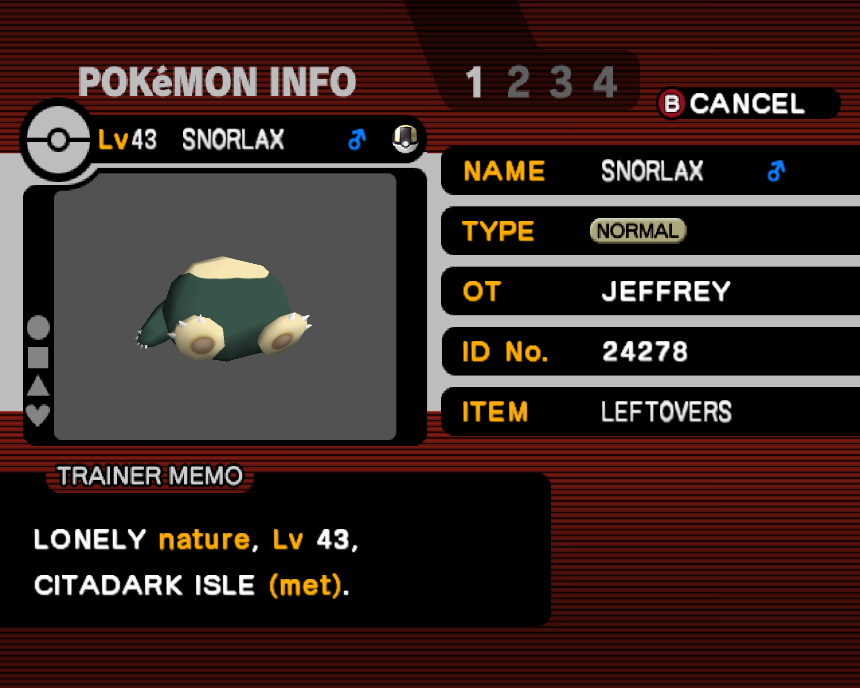 POKéMON INFO
1 2 3 4
B CANCEL
Lv43 SNORLAX ♂
NAME SNORLAX ♂
TYPE NORMAL
OT JEFFREY
ID No. 24278
ITEM LEFTOVERS
TRAINER MEMO
LONELY nature, Lv 43,
CITADARK ISLE (met).